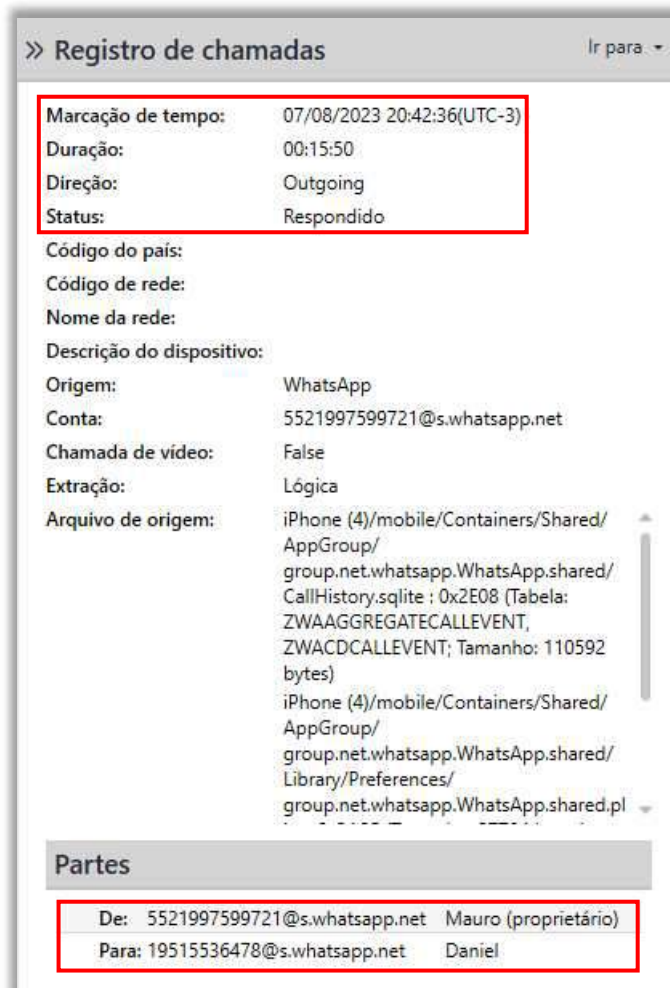 » Registro de chamadas Ir para
Marcação de tempo: 07/08/2023 20:42:36(UTC-3)
Duração: 00:15:50
Direção: Outgoing
Status: Respondido
Código do país:
Código de rede:
Nome da rede:
Descrição do dispositivo:
Origem: WhatsApp
Conta: 5521997599721@s.whatsapp.net
Chamada de vídeo: False
Extração: Lógica
Arquivo de origem: iPhone (4)/mobile/Containers/Shared/
AppGroup/
group.net.whatsapp.WhatsApp.shared/
CallHistory.sqlite : 0x2E08 (Tabela:
ZWAAGGREGATECALLEVENT,
ZWACDCALLEVENT; Tamanho: 110592
bytes)
iPhone (4)/mobile/Containers/Shared/
AppGroup/
group.net.whatsapp.WhatsApp.shared/
Library/Preferences/
group.net.whatsapp.WhatsApp.shared.pl
Partes
De: 5521997599721@s.whatsapp.net Mauro (proprietário)
Para: 19515536478@s.whatsapp.net Daniel